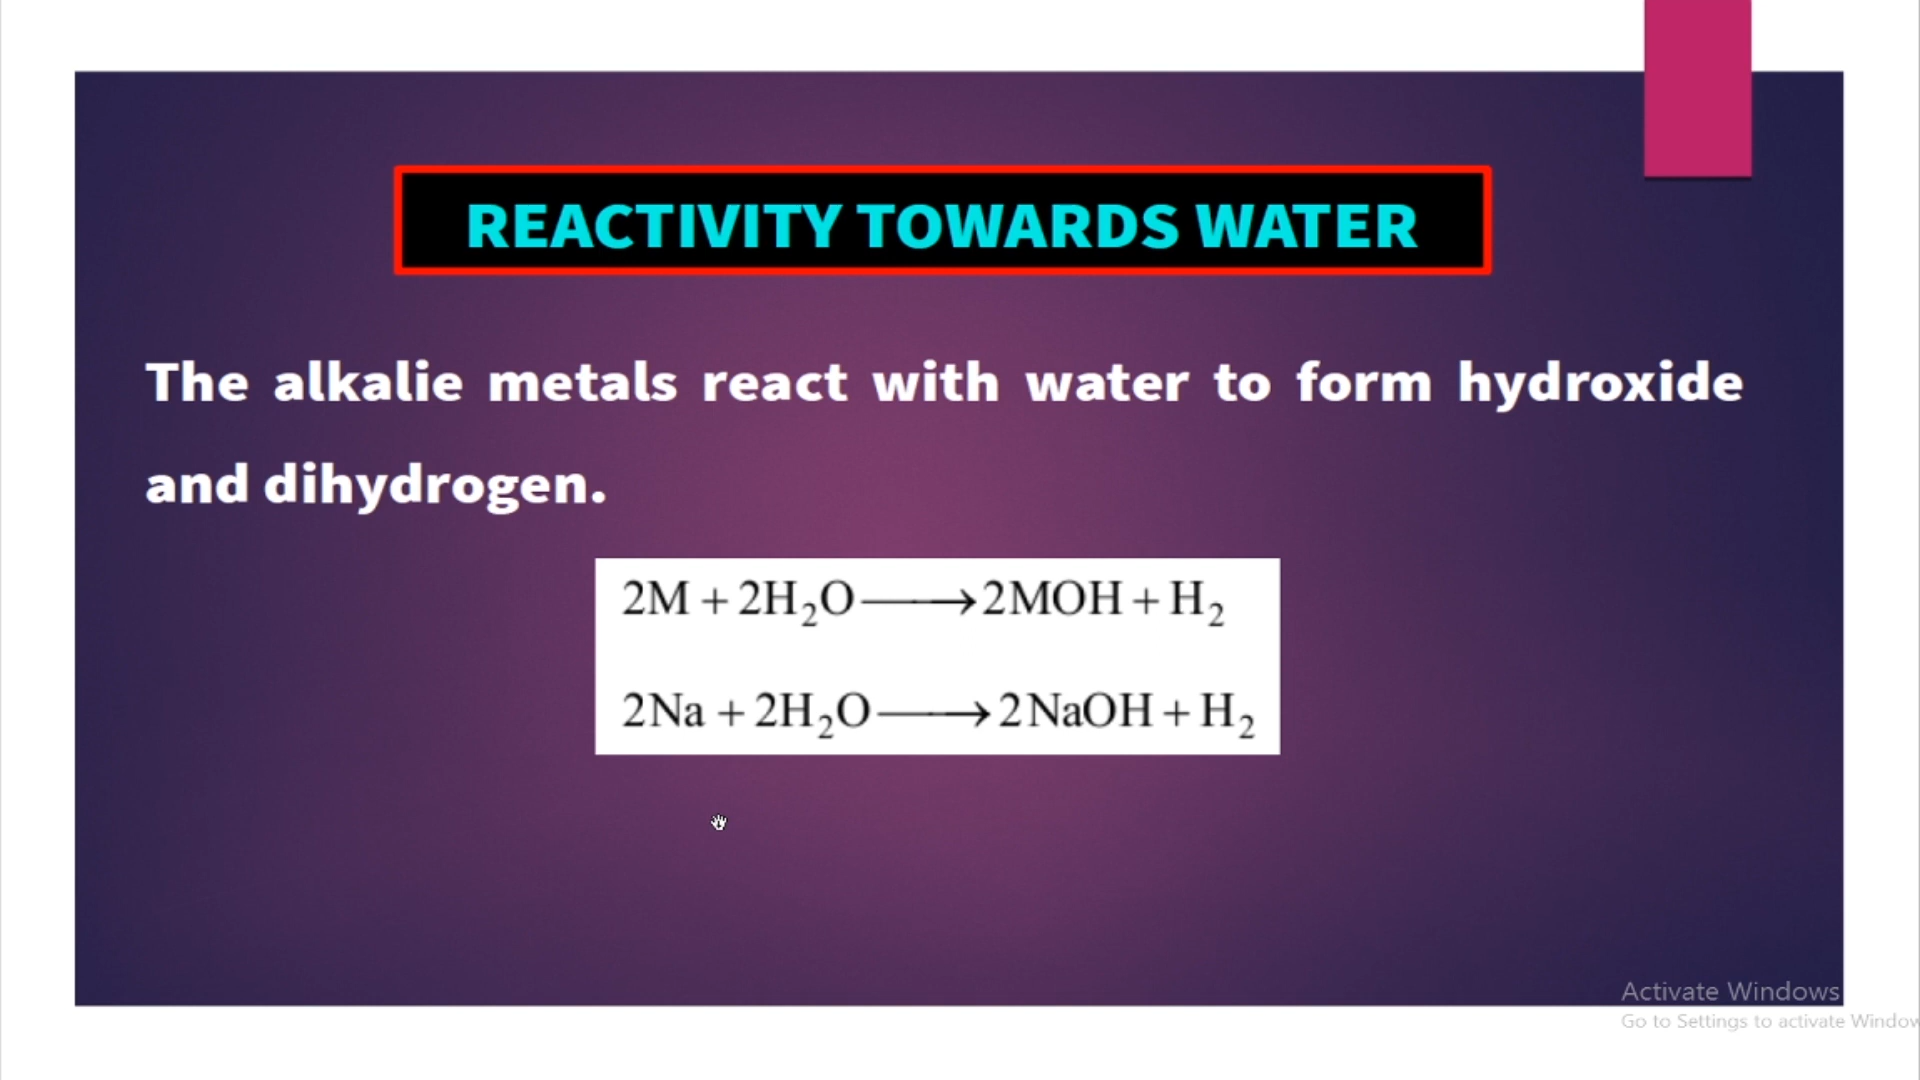 REACTIVITY TOWARDS WATER
The alkalie metals react with water to form hydroxide
and dihydrogen.
2M + 2H₂O ⟶ 2MOH + H₂
2Na + 2H₂O ⟶ 2NaOH + H₂
Activate Windows
Go to Settings to activate Window